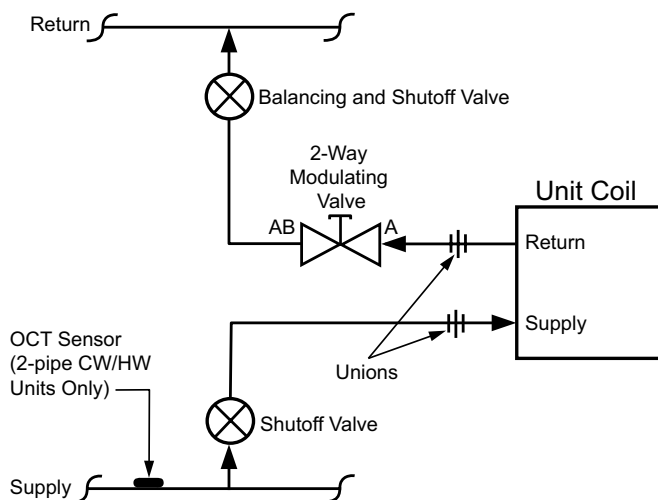 Return
Balancing and Shutoff Valve
2-Way
Modulating
Valve
Unit Coil
AB
A
Return
Supply
OCT Sensor
(2-pipe CW/HW
Units Only)
Unions
Shutoff Valve
Supply